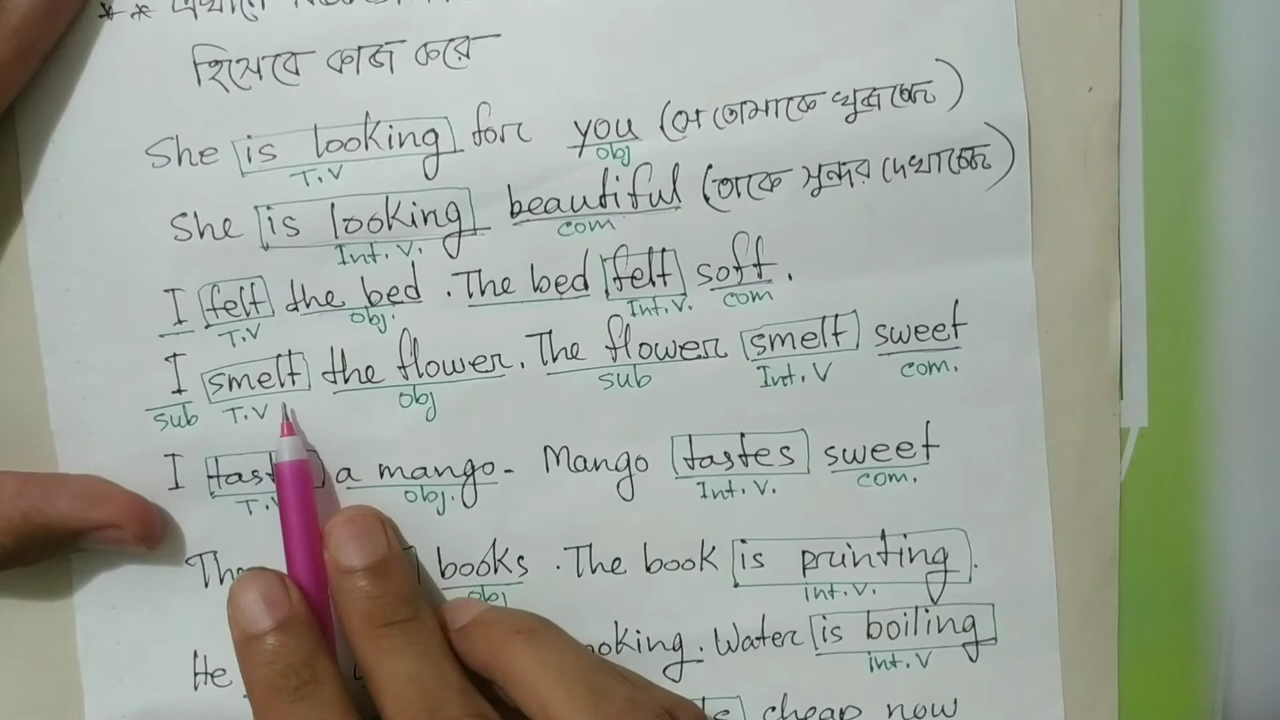 ** এখানে
হিসেবে কাজ করে
She is looking for you (সে তোমাকে খুজছে)
T.V obj
She is looking beautiful (তাকে সুন্দর দেখাচ্ছে)
Int. V. com
I felt the bed. The bed felt soft.
T.V obj. Int.V. com
I smelt the flower. The flower smelt sweet
sub T.V obj sub Int. V com.
I a mango- Mango tastes sweet
obj. Int. V. com.
books. The book is printing.
obj int.V.
He Water is boiling
int.V
cheap now